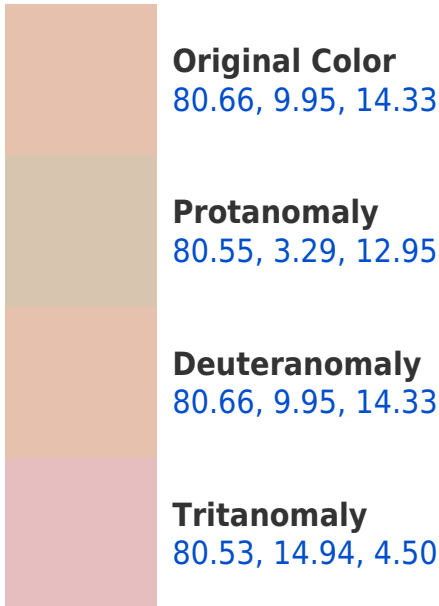 Original Color
80.66, 9.95, 14.33
Protanomaly
80.55, 3.29, 12.95
Deuteranomaly
80.66, 9.95, 14.33
Tritanomaly
80.53, 14.94, 4.50